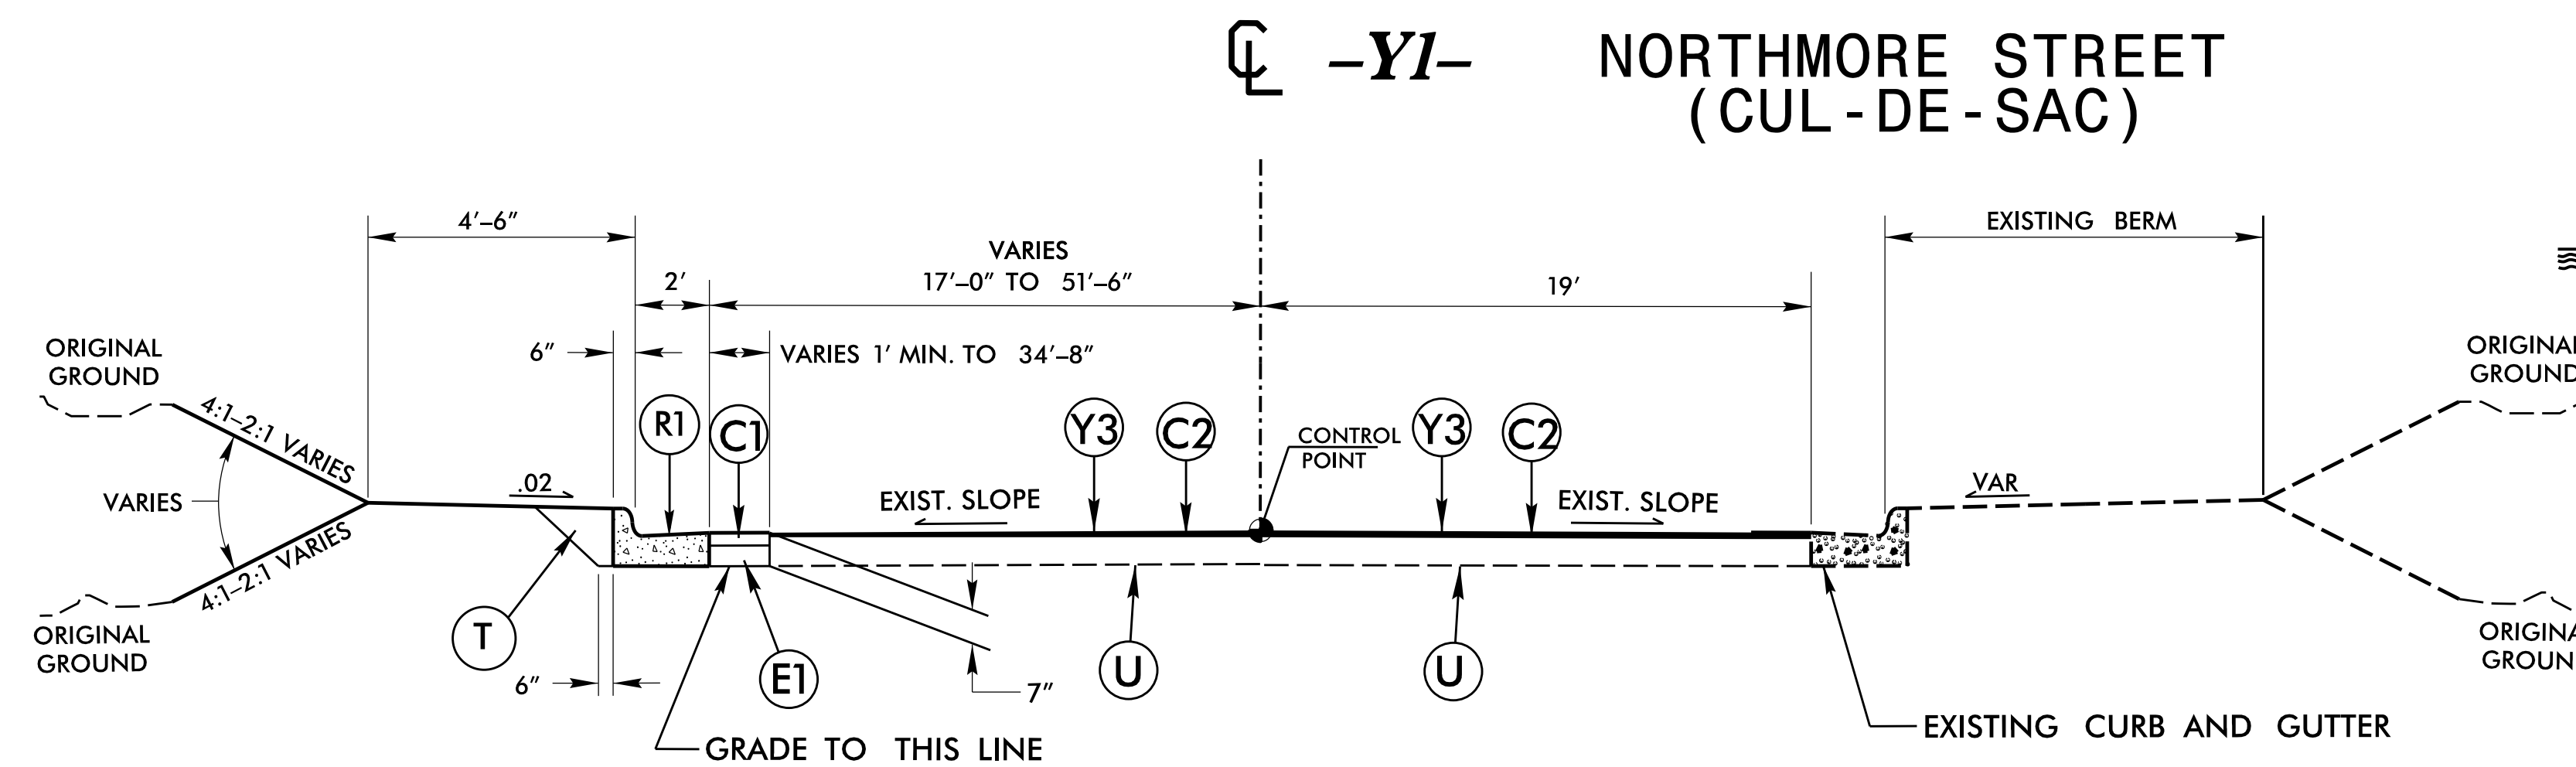 CL –Y1– NORTHMORE STREET
(CUL-DE-SAC)
4'–6"
EXISTING BERM
VARIES
2'
17'–0" TO 51'–6"
19'
ORIGINAL
GROUND
6"
VARIES 1' MIN. TO 34'–8"
ORIGINAL
GROUND
4:1–2:1 VARIES
R1
C1
Y3
C2
CONTROL
POINT
Y3
C2
VARIES
.02
EXIST. SLOPE
EXIST. SLOPE
VAR
4:1–2:1 VARIES
ORIGINAL
GROUND
T
E1
U
U
6"
7"
GRADE TO THIS LINE
EXISTING CURB AND GUTTER
ORIGINA
GROUN